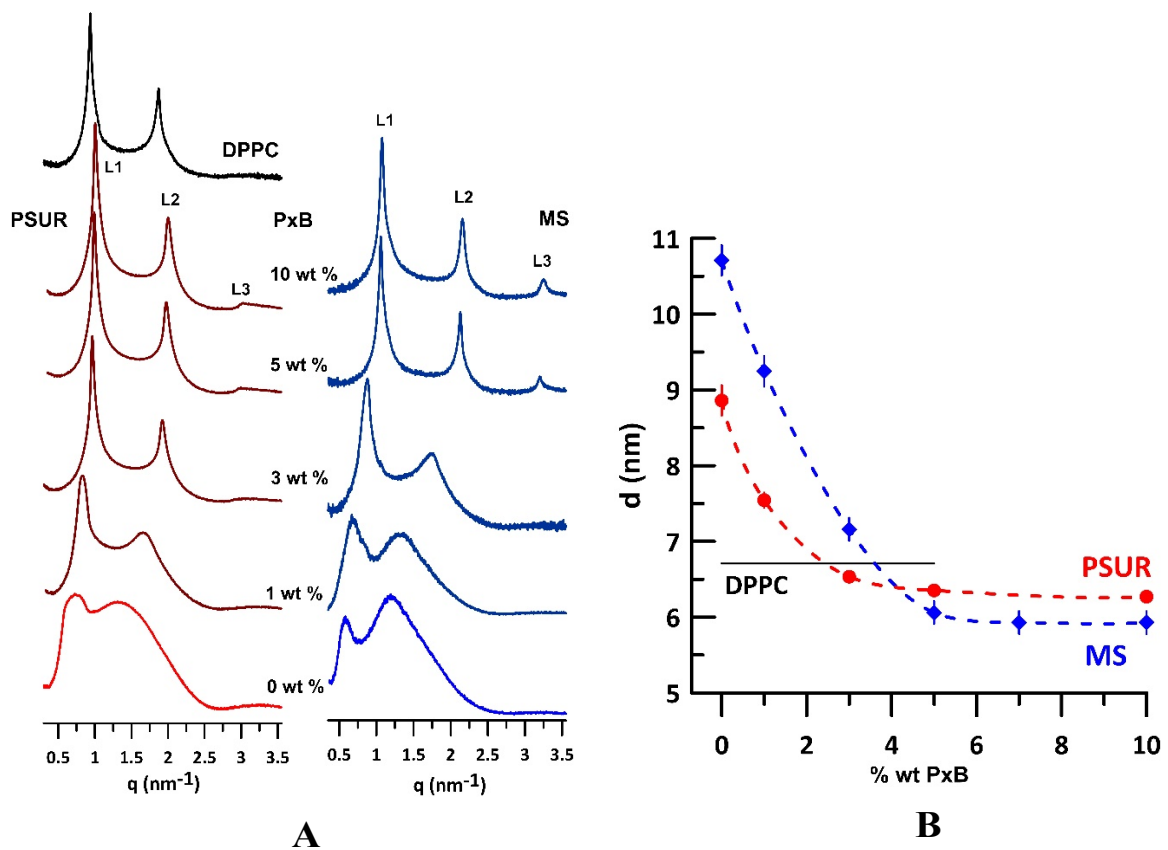 DPPC
L1
L2
L3
PSUR
PxB
MS
L1
L2
L3
10 wt %
5 wt %
3 wt %
1 wt %
0 wt %
0.5 1 1.5 2 2.5 3 3.5
q (nm⁻¹)
0.5 1 1.5 2 2.5 3 3.5
q (nm⁻¹)
A
11
10
9
8
7
6
5
d (nm)
DPPC
PSUR
MS
0 2 4 6 8 10
% wt PxB
B